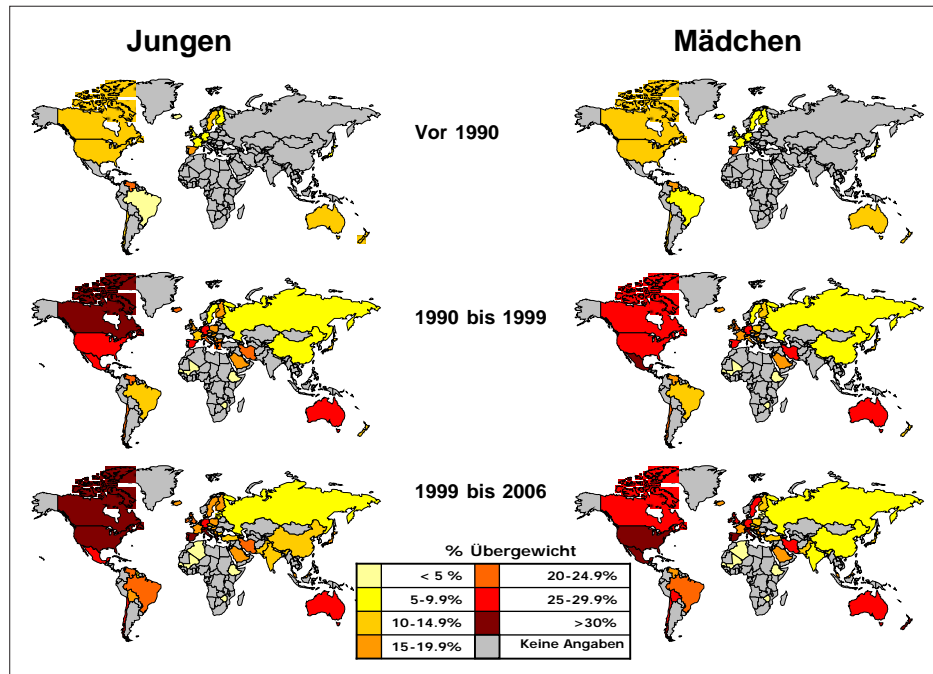 Jungen
Mädchen
Vor 1990
1990 bis 1999
1999 bis 2006
% Übergewicht
< 5 %
20-24.9%
5-9.9%
25-29.9%
10-14.9%
>30%
15-19.9%
Keine Angaben